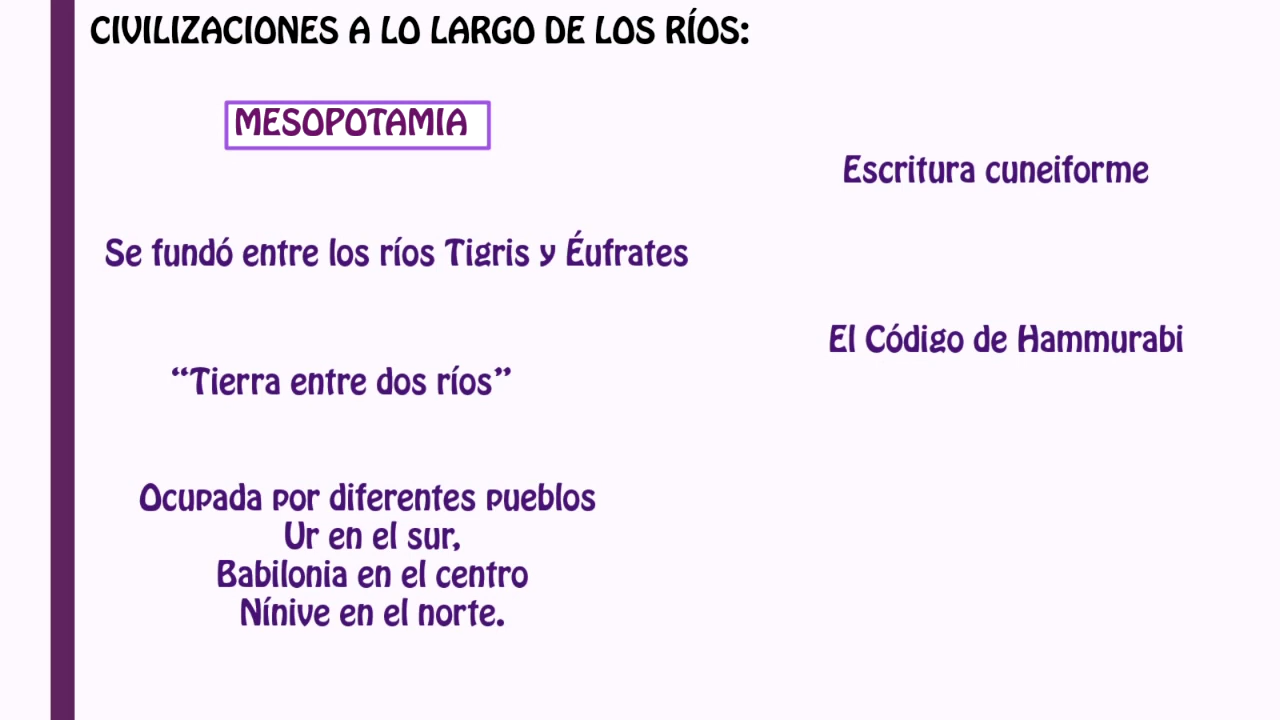 CIVILIZACIONES A LO LARGO DE LOS RÍOS:
MESOPOTAMIA
Se fundó entre los ríos Tigris y Éufrates
“Tierra entre dos ríos”
Ocupada por diferentes pueblos
Ur en el sur,
Babilonia en el centro
Nínive en el norte.
Escritura cuneiforme
El Código de Hammurabi